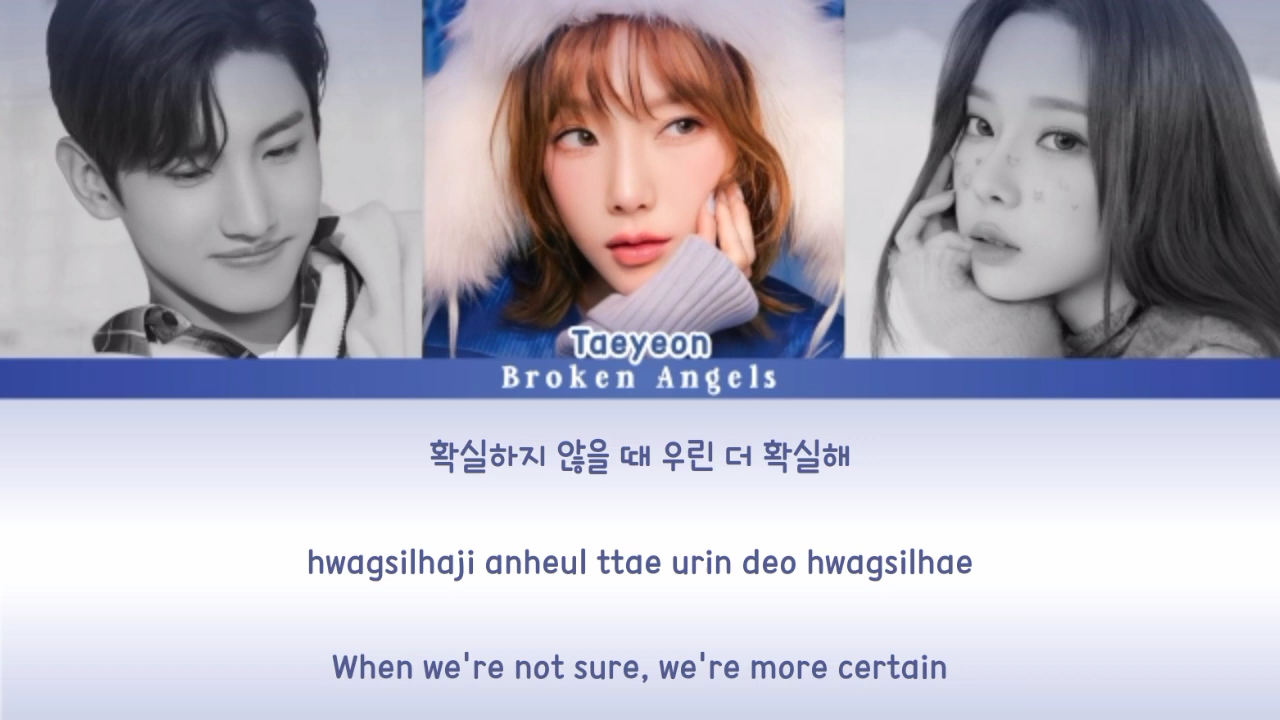 Taeyeon
Broken Angels
확실하지 않을 때 우린 더 확실해
hwagsilhaji anheul ttae urin deo hwagsilhae
When we're not sure, we're more certain